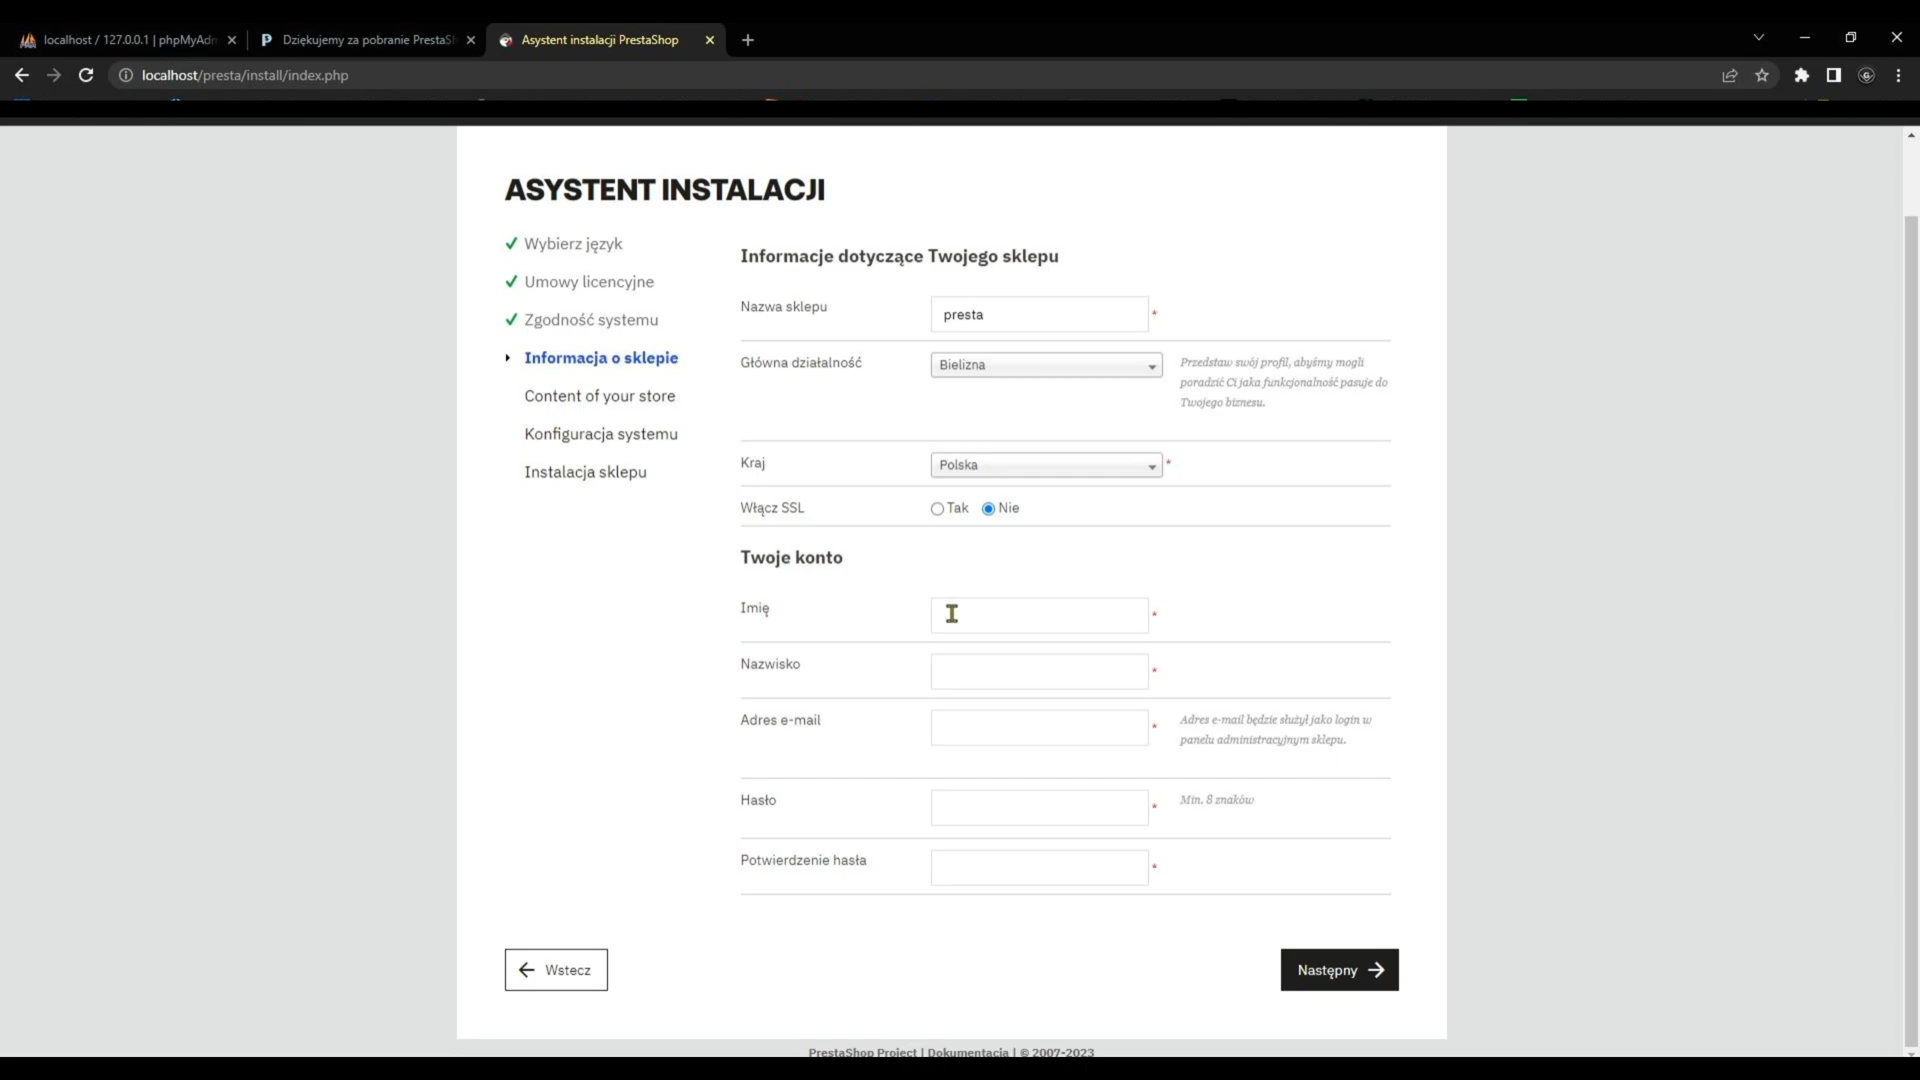 localhost / 127.0.0.1 | phpMyAdm
Dziękujemy za pobranie PrestaSh
Asystent instalacji PrestaShop
localhost/presta/install/index.php
ASYSTENT INSTALACJI
Wybierz język
Umowy licencyjne
Zgodność systemu
Informacja o sklepie
Content of your store
Konfiguracja systemu
Instalacja sklepu
Informacje dotyczące Twojego sklepu
Nazwa sklepu
presta
*
Główna działalność
Bielizna
Przedstaw swój profil, abyśmy mogli
poradzić Ci jaka funkcjonalność pasuje do
Twojego biznesu.
Kraj
Polska
*
Włącz SSL
Tak
Nie
Twoje konto
Imię
*
Nazwisko
*
Adres e-mail
*
Adres e-mail będzie służył jako login w
panelu administracyjnym sklepu.
Hasło
*
Min. 8 znaków
Potwierdzenie hasła
*
Wstecz
Następny
PrestaShop Project | Dokumentacja | © 2007-2023